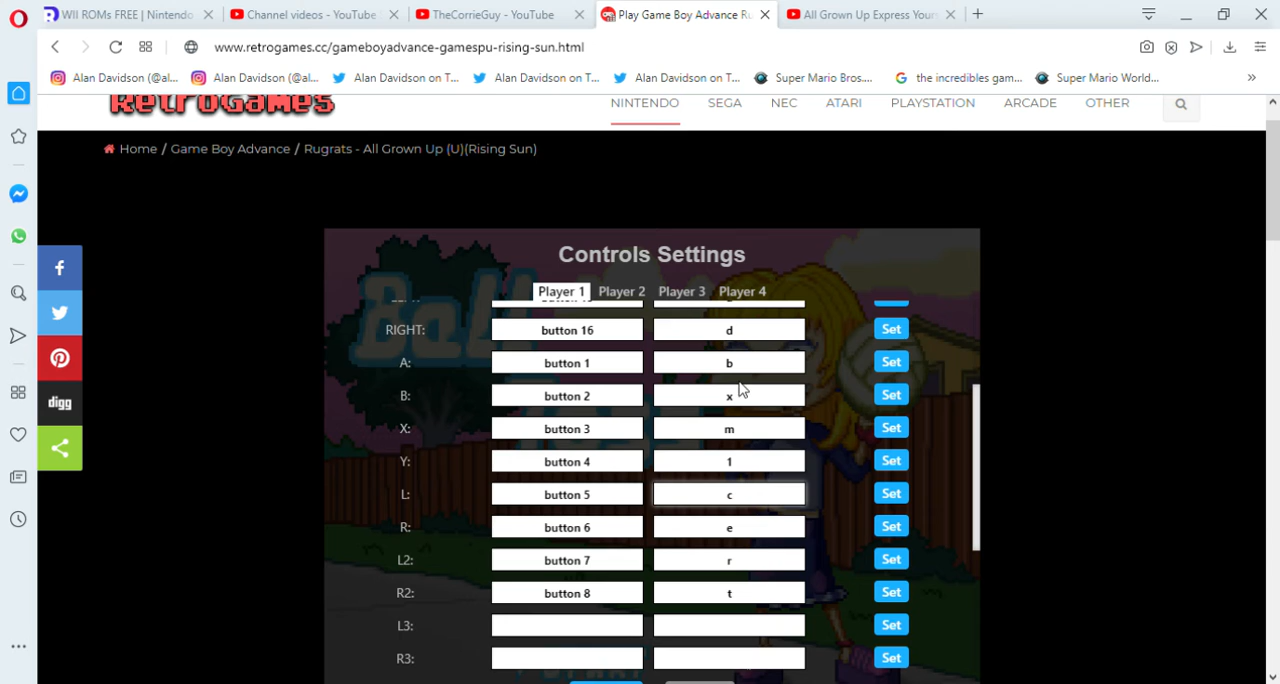 WII ROMs FREE | Nintendo
Channel videos - YouTube
TheCorrieGuy - YouTube
Play Game Boy Advance Ru
All Grown Up Express Your
www.retrogames.cc/gameboyadvance-gamespu-rising-sun.html
Alan Davidson (@al...
Alan Davidson (@al...
Alan Davidson on T...
Alan Davidson on T...
Alan Davidson on T...
Super Mario Bros....
the incredibles gam...
Super Mario World...
RetroGames
NINTENDO SEGA NEC ATARI PLAYSTATION ARCADE OTHER
Home / Game Boy Advance / Rugrats - All Grown Up (U)(Rising Sun)
Controls Settings
Player 1 Player 2 Player 3 Player 4
RIGHT: button 16 d Set
A: button 1 b Set
B: button 2 x Set
X: button 3 m Set
Y: button 4 1 Set
L: button 5 c Set
R: button 6 e Set
L2: button 7 r Set
R2: button 8 t Set
L3: Set
R3: Set
digg